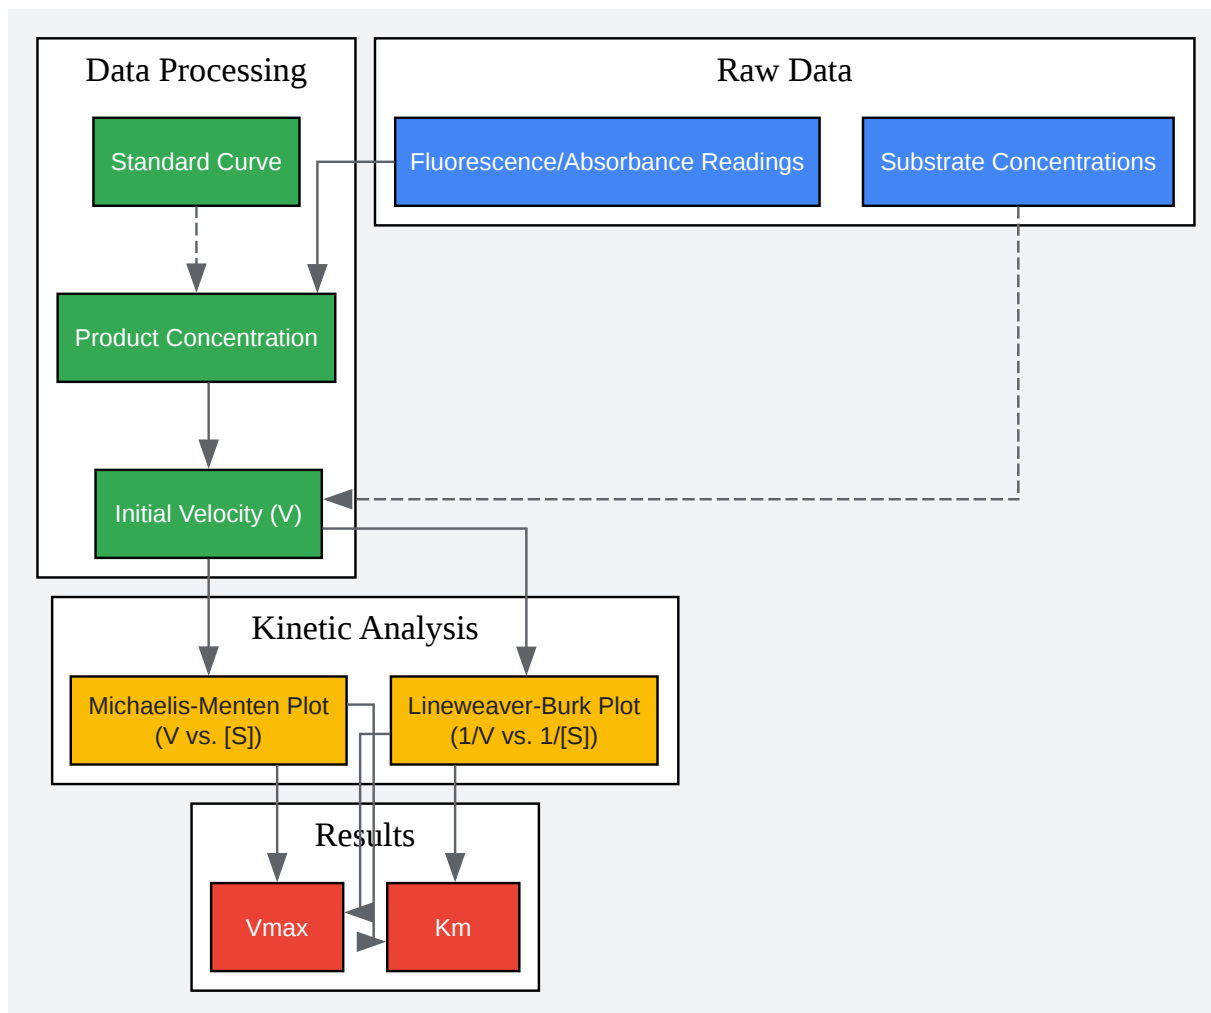 Data Processing
Raw Data
Standard Curve
Fluorescence/Absorbance Readings
Substrate Concentrations
Product Concentration
Initial Velocity (V)
Kinetic Analysis
Michaelis-Menten Plot
(V vs. [S])
Lineweaver-Burk Plot
(1/V vs. 1/[S])
Results
Vmax
Km